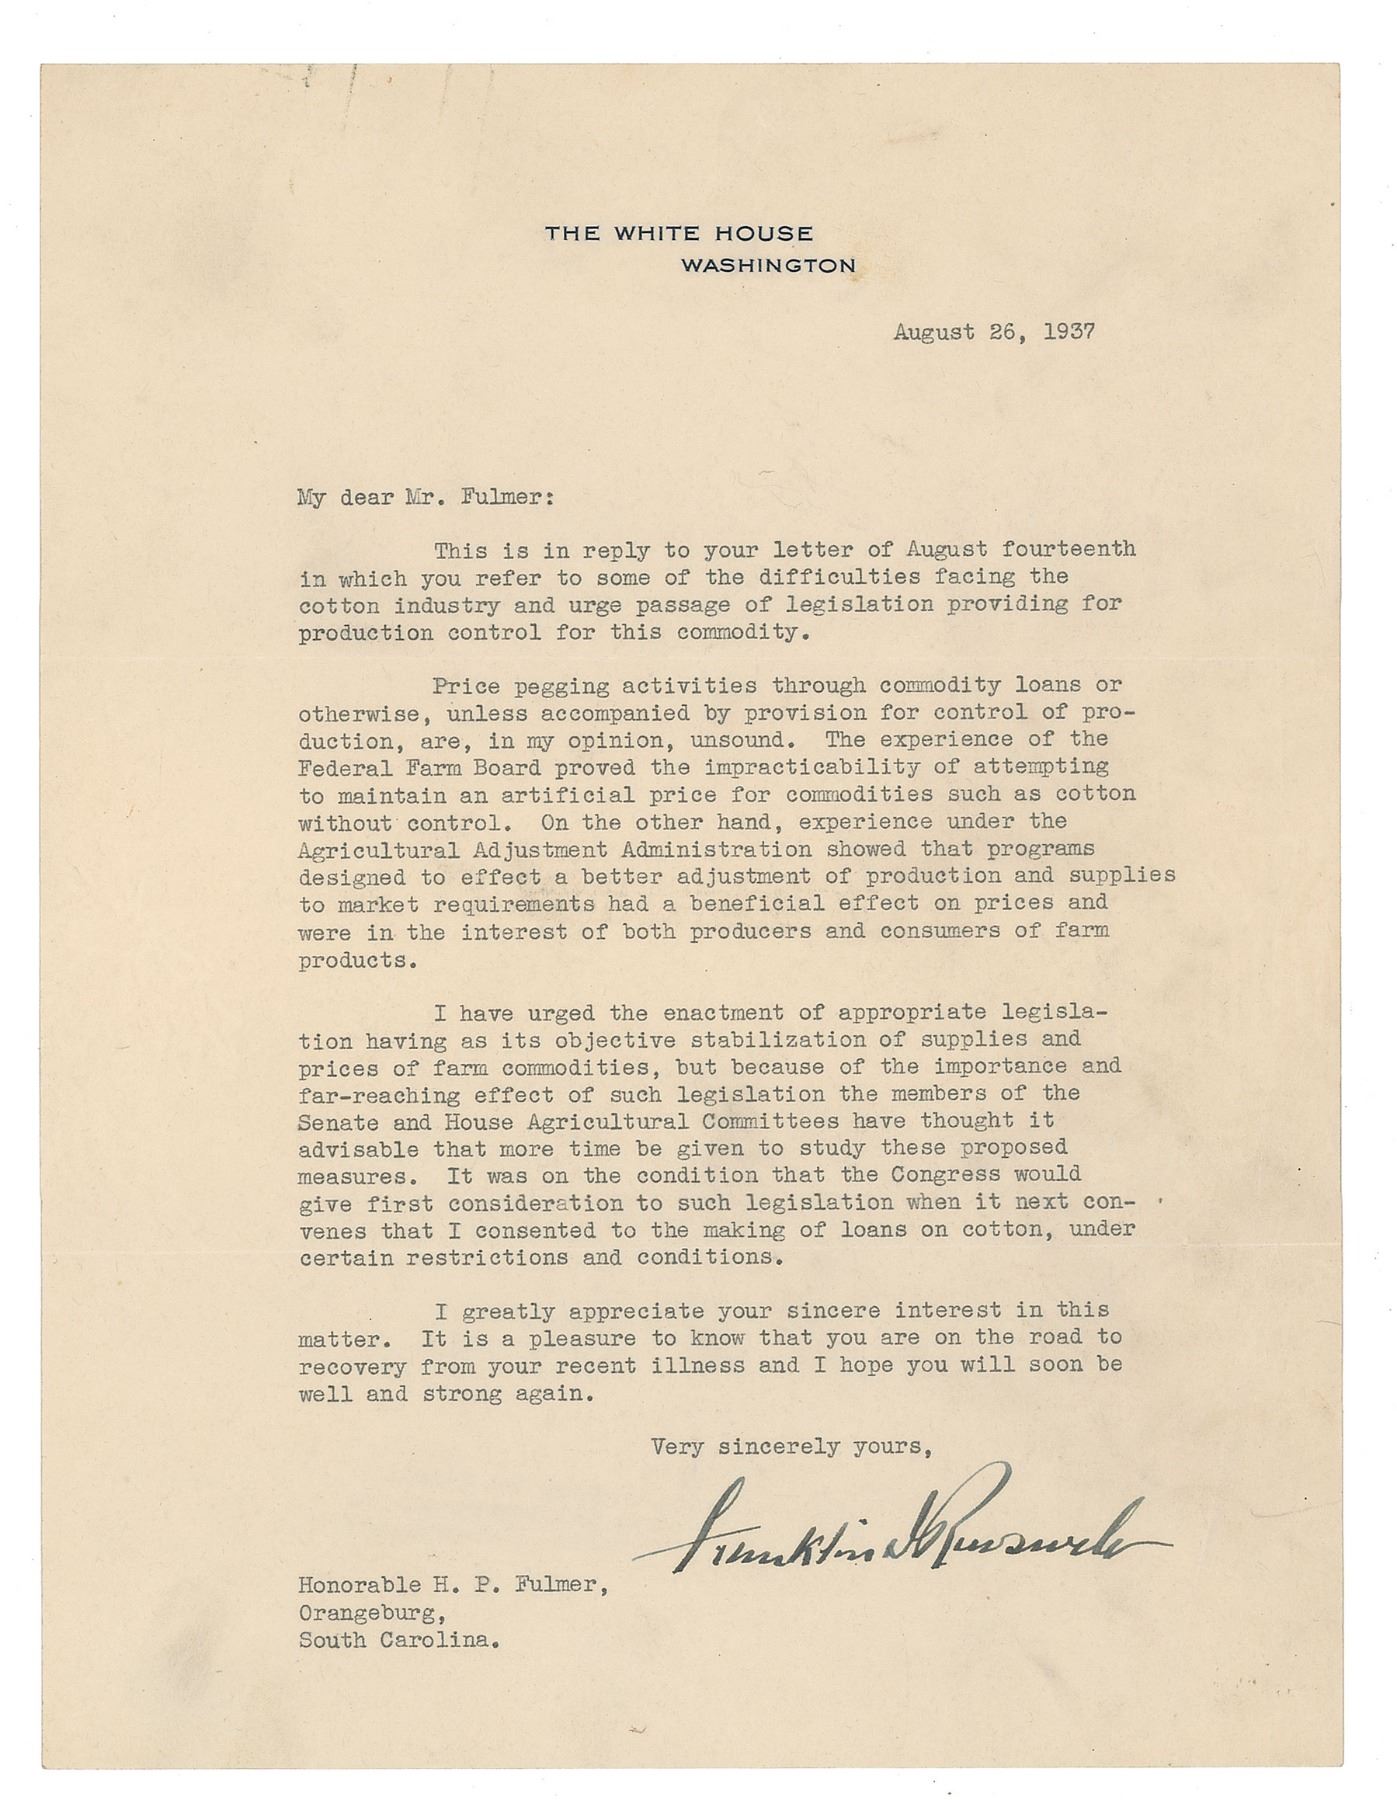 THE WHITE HOUSE
WASHINGTON
August 26, 1937
My dear Mr. Fulmer:
This is in reply to your letter of August fourteenth
in which you refer to some of the difficulties facing the
cotton industry and urge passage of legislation providing for
production control for this commodity.
Price pegging activities through commodity loans or
otherwise, unless accompanied by provision for control of pro-
duction, are, in my opinion, unsound. The experience of the
Federal Farm Board proved the impracticability of attempting
to maintain an artificial price for commodities such as cotton
without control. On the other hand, experience under the
Agricultural Adjustment Administration showed that programs
designed to effect a better adjustment of production and supplies
to market requirements had a beneficial effect on prices and
were in the interest of both producers and consumers of farm
products.
I have urged the enactment of appropriate legisla-
tion having as its objective stabilization of supplies and
prices of farm commodities, but because of the importance and
far-reaching effect of such legislation the members of the
Senate and House Agricultural Committees have thought it
advisable that more time be given to study these proposed
measures. It was on the condition that the Congress would
give first consideration to such legislation when it next con-
venes that I consented to the making of loans on cotton, under
certain restrictions and conditions.
I greatly appreciate your sincere interest in this
matter. It is a pleasure to know that you are on the road to
recovery from your recent illness and I hope you will soon be
well and strong again.
Very sincerely yours,
Franklin D Roosevelt
Honorable H. P. Fulmer,
Orangeburg,
South Carolina.